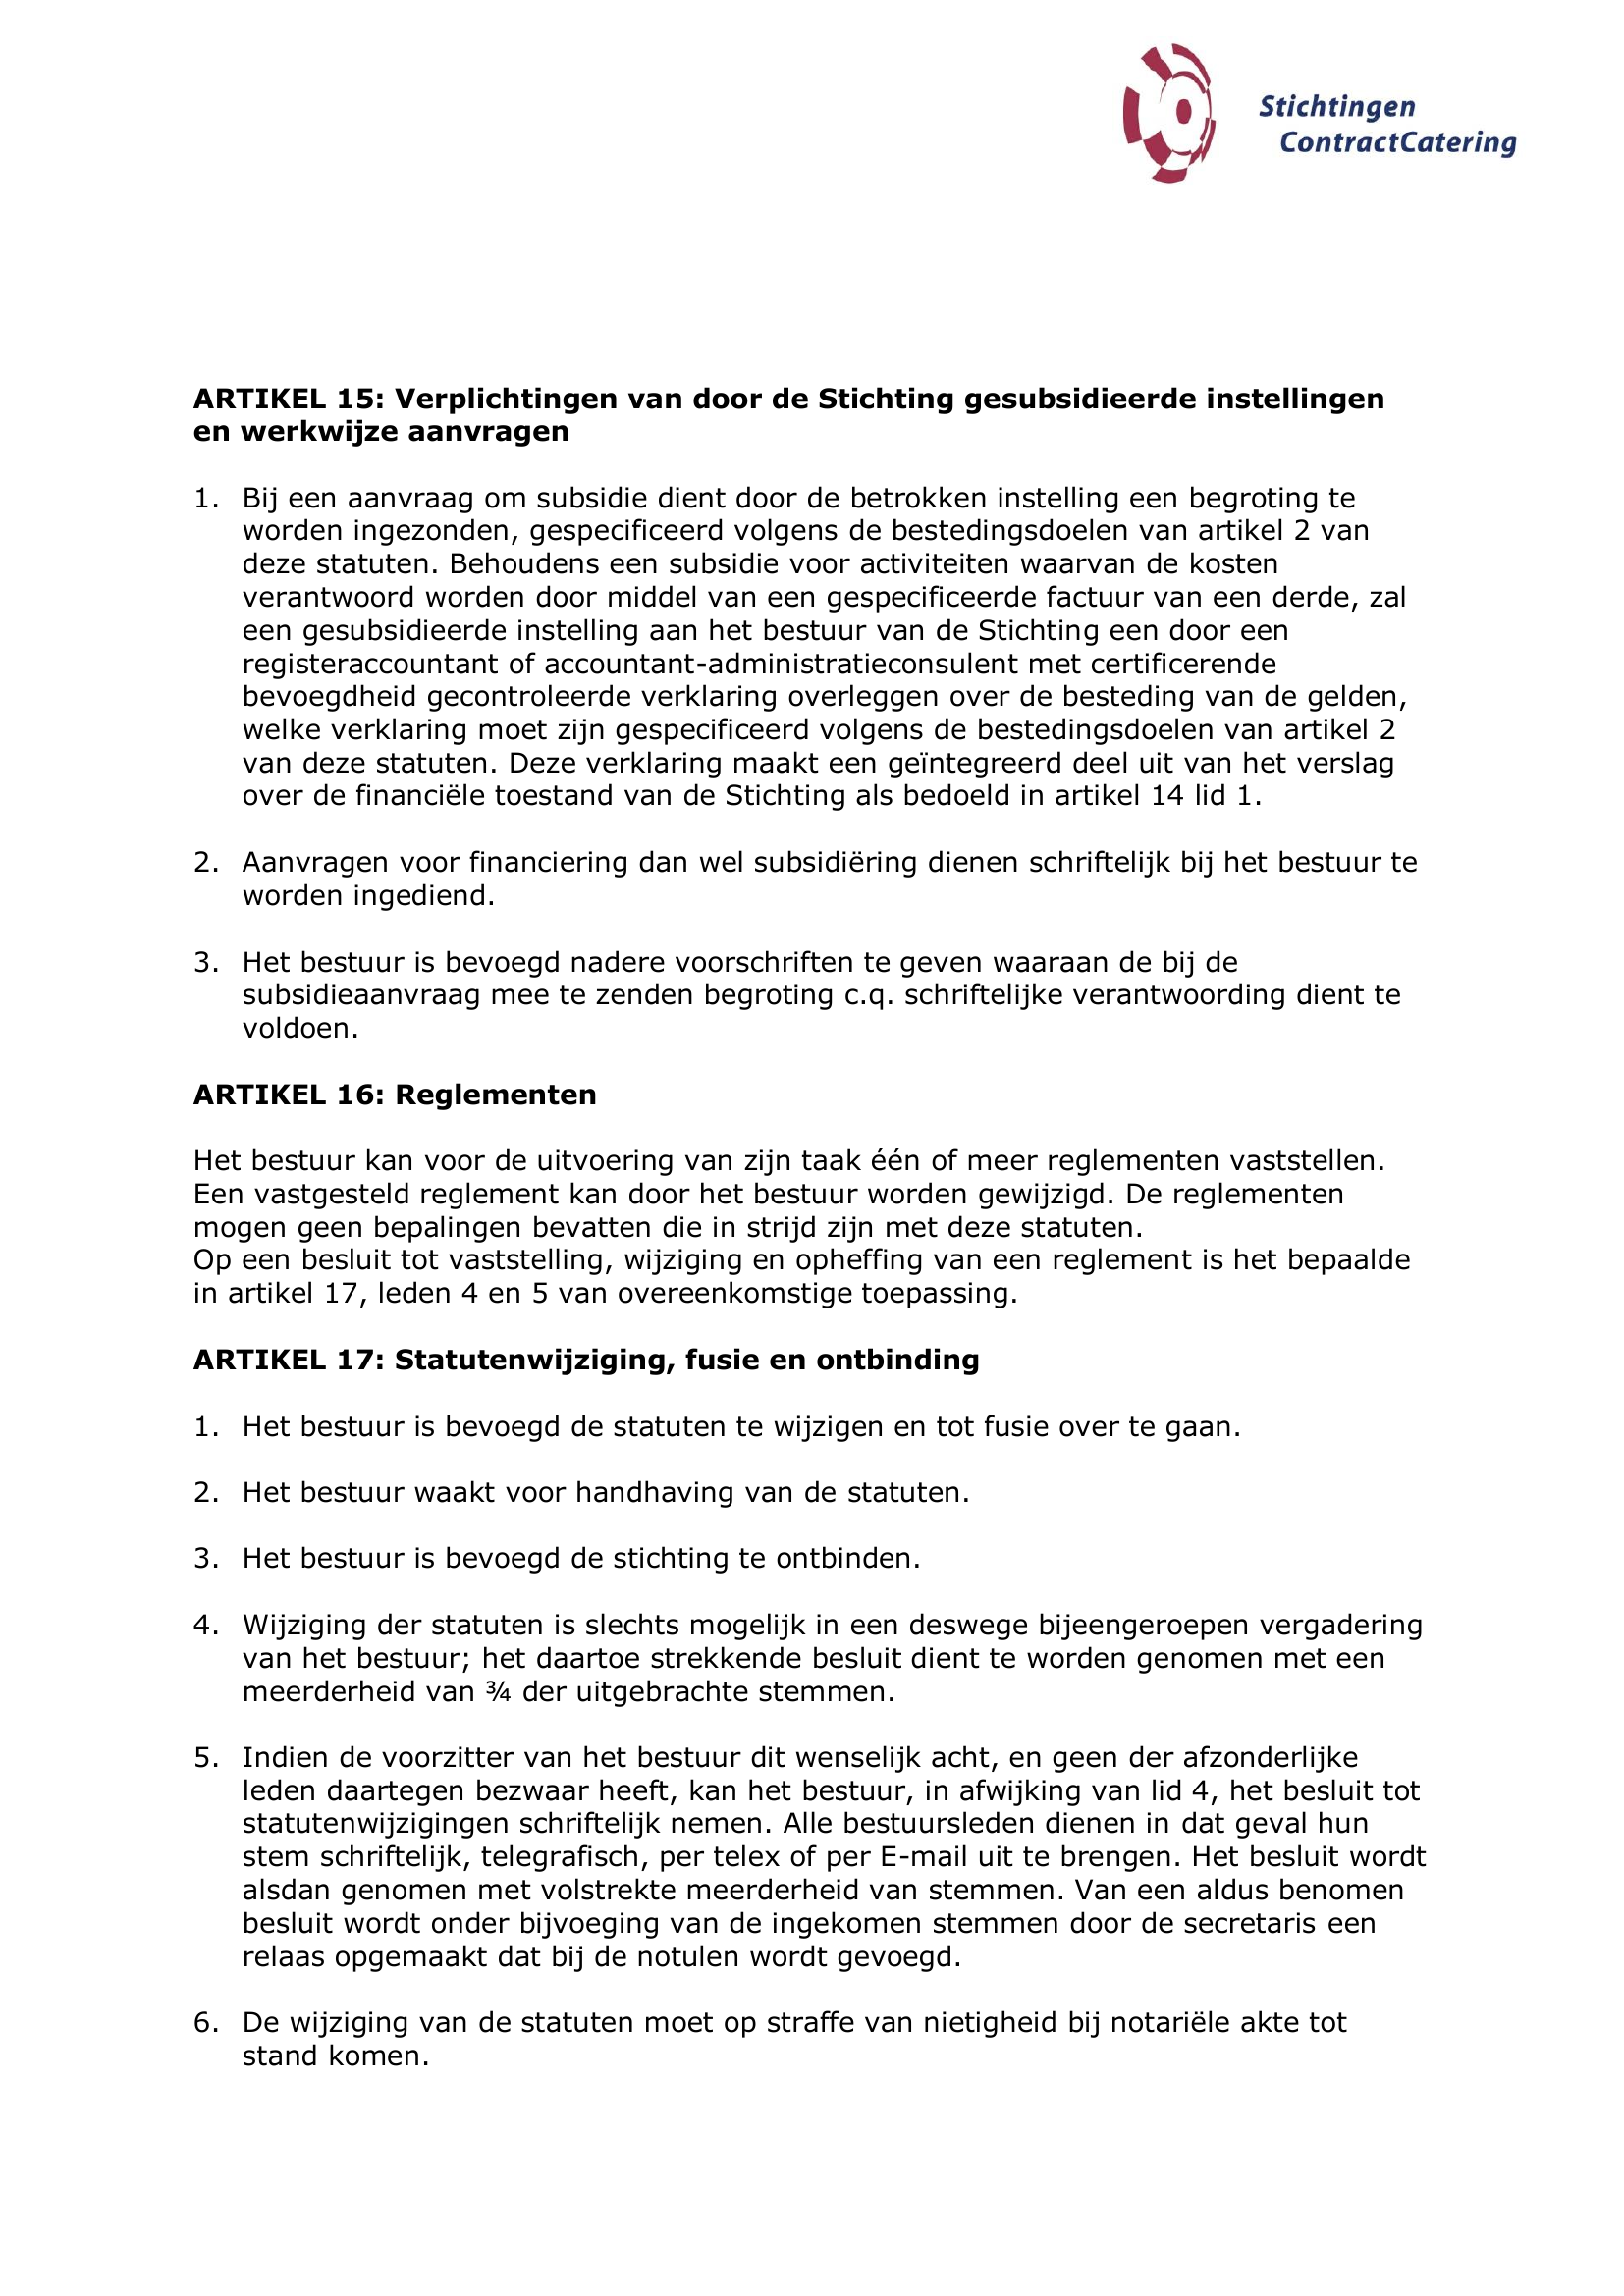 Stichtingen
ContractCatering
ARTIKEL 15: Verplichtingen van door de Stichting gesubsidieerde instellingen
en werkwijze aanvragen
1. Bij een aanvraag om subsidie dient door de betrokken instelling een begroting te
worden ingezonden, gespecificeerd volgens de bestedingsdoelen van artikel 2 van
deze statuten. Behoudens een subsidie voor activiteiten waarvan de kosten
verantwoord worden door middel van een gespecificeerde factuur van een derde, zal
een gesubsidieerde instelling aan het bestuur van de Stichting een door een
registeraccountant of accountant-administratieconsulent met certificerende
bevoegdheid gecontroleerde verklaring overleggen over de besteding van de gelden,
welke verklaring moet zijn gespecificeerd volgens de bestedingsdoelen van artikel 2
van deze statuten. Deze verklaring maakt een geïntegreerd deel uit van het verslag
over de financiële toestand van de Stichting als bedoeld in artikel 14 lid 1.
2. Aanvragen voor financiering dan wel subsidiëring dienen schriftelijk bij het bestuur te
worden ingediend.
3. Het bestuur is bevoegd nadere voorschriften te geven waaraan de bij de
subsidieaanvraag mee te zenden begroting c.q. schriftelijke verantwoording dient te
voldoen.
ARTIKEL 16: Reglementen
Het bestuur kan voor de uitvoering van zijn taak één of meer reglementen vaststellen.
Een vastgesteld reglement kan door het bestuur worden gewijzigd. De reglementen
mogen geen bepalingen bevatten die in strijd zijn met deze statuten.
Op een besluit tot vaststelling, wijziging en opheffing van een reglement is het bepaalde
in artikel 17, leden 4 en 5 van overeenkomstige toepassing.
ARTIKEL 17: Statutenwijziging, fusie en ontbinding
1. Het bestuur is bevoegd de statuten te wijzigen en tot fusie over te gaan.
2. Het bestuur waakt voor handhaving van de statuten.
3. Het bestuur is bevoegd de stichting te ontbinden.
4. Wijziging der statuten is slechts mogelijk in een deswege bijeengeroepen vergadering
van het bestuur; het daartoe strekkende besluit dient te worden genomen met een
meerderheid van ¾ der uitgebrachte stemmen.
5. Indien de voorzitter van het bestuur dit wenselijk acht, en geen der afzonderlijke
leden daartegen bezwaar heeft, kan het bestuur, in afwijking van lid 4, het besluit tot
statutenwijzigingen schriftelijk nemen. Alle bestuursleden dienen in dat geval hun
stem schriftelijk, telegrafisch, per telex of per E-mail uit te brengen. Het besluit wordt
alsdan genomen met volstrekte meerderheid van stemmen. Van een aldus benomen
besluit wordt onder bijvoeging van de ingekomen stemmen door de secretaris een
relaas opgemaakt dat bij de notulen wordt gevoegd.
6. De wijziging van de statuten moet op straffe van nietigheid bij notariële akte tot
stand komen.